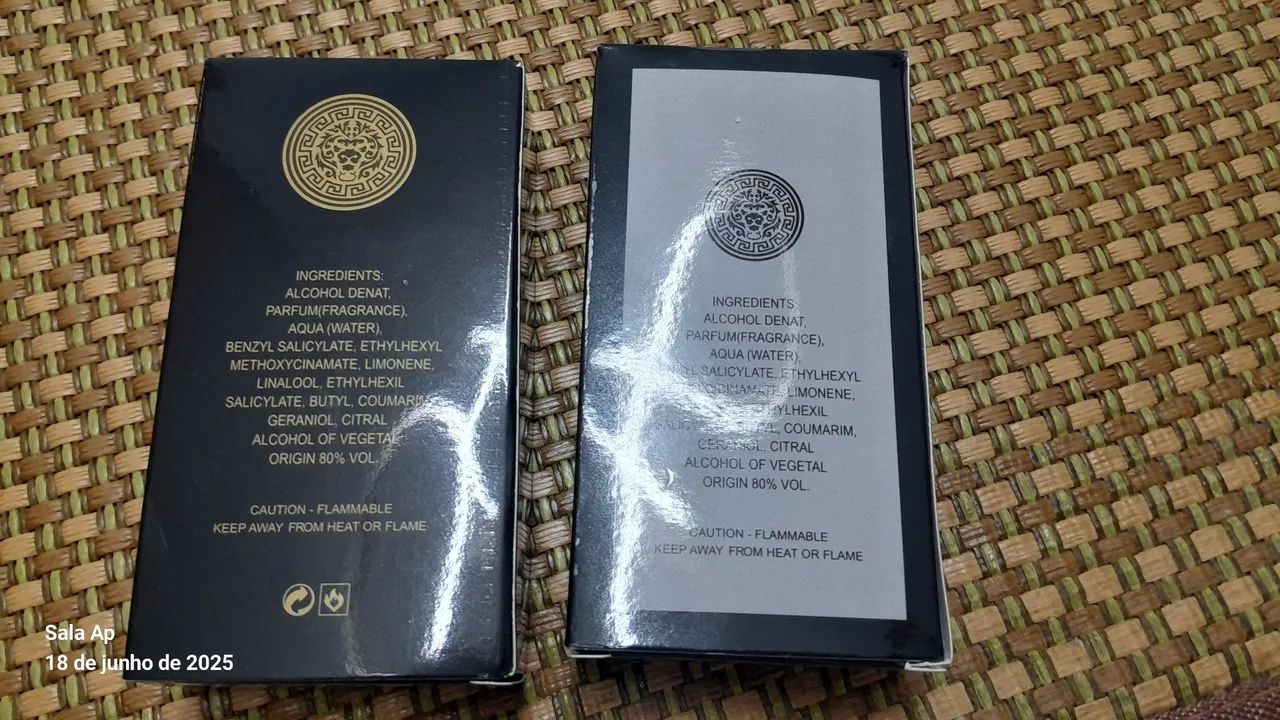 INGREDIENTS:
ALCOHOL DENAT,
PARFUM(FRAGRANCE),
AQUA (WATER),
BENZYL SALICYLATE, ETHYLHEXYL
METHOXYCINAMATE, LIMONENE,
LINALOOL, ETHYLHEXIL
SALICYLATE, BUTYL, COUMARIM,
GERANIOL, CITRAL
ALCOHOL OF VEGETAL
ORIGIN 80% VOL.
CAUTION - FLAMMABLE
KEEP AWAY FROM HEAT OR FLAME
INGREDIENTS:
ALCOHOL DENAT,
PARFUM(FRAGRANCE),
AQUA (WATER),
SALICYLATE, ETHYLHEXYL
LIMONENE,
COUMARIM,
GERANIOL, CITRAL
ALCOHOL OF VEGETAL
ORIGIN 80% VOL.
CAUTION - FLAMMABLE
KEEP AWAY FROM HEAT OR FLAME
Sala Ap
18 de junho de 2025